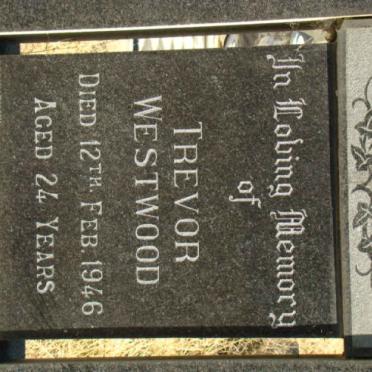 In Loving Memory
of
TREVOR
WESTWOOD
DIED 12TH. FEB. 1946
AGED 24 YEARS